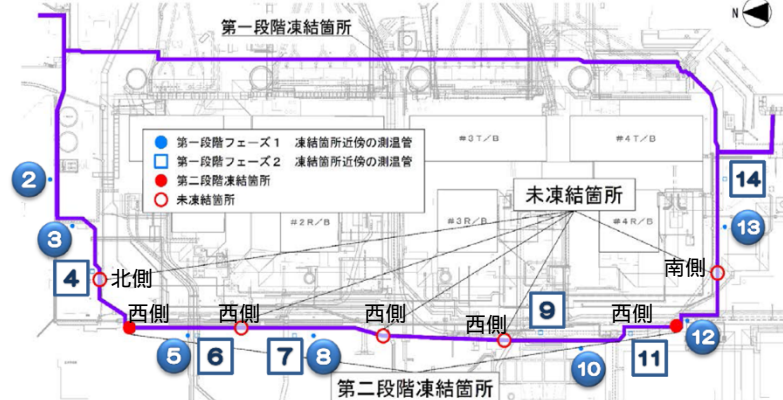 N
第一段階凍結箇所
第一段階フェーズ1 凍結箇所近傍の測温管
第一段階フェーズ2 凍結箇所近傍の測温管
第二段階凍結箇所
未凍結箇所
#3T/B
#4T/B
未凍結箇所
#2R/B
#3R/B
#4R/B
2
3
4
北側
西側
西側
西側
西側
西側
南側
14
13
12
5
6
7
8
9
10
11
第二段階凍結箇所